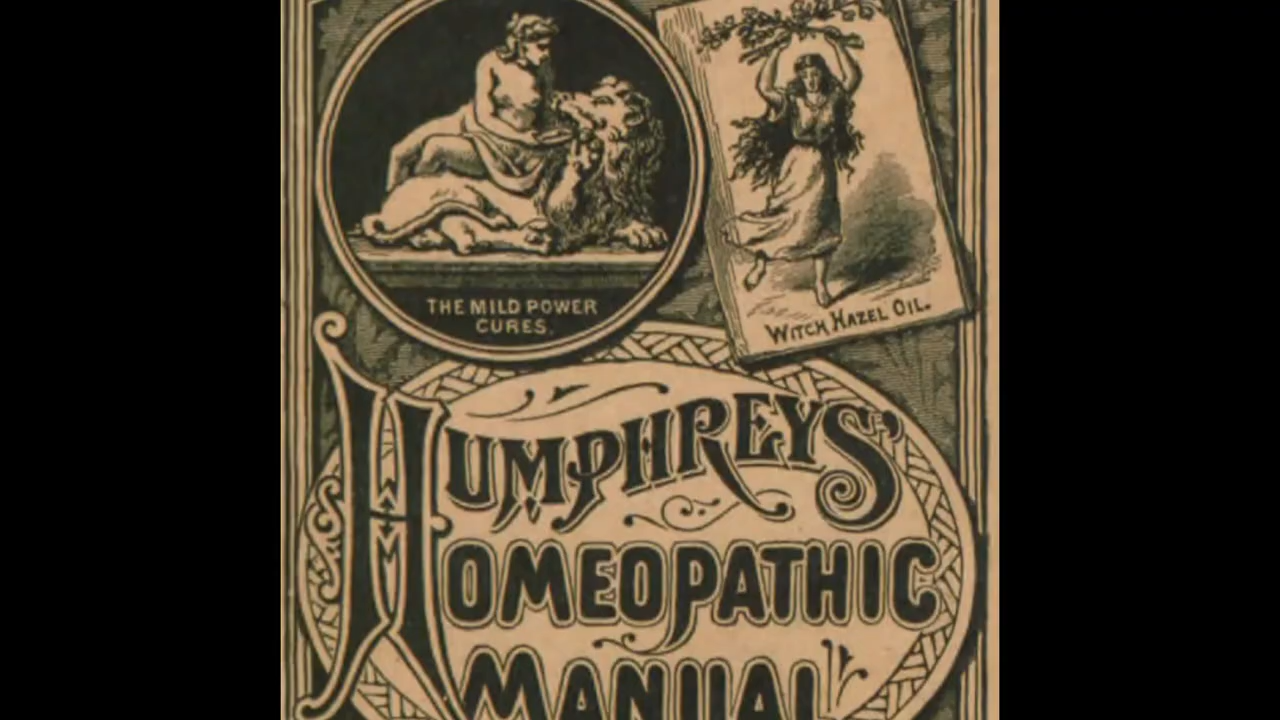 THE MILD POWER
CURES.
WITCH HAZEL OIL.
HUMPHREYS'
HOMEOPATHIC
MANUAL